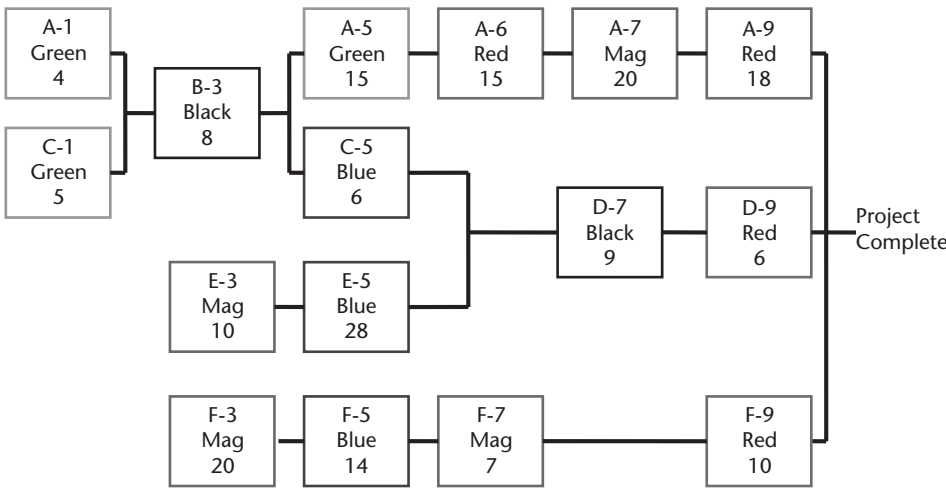 A-1
Green
4
C-1
Green
5
B-3
Black
8
A-5
Green
15
A-6
Red
15
A-7
Mag
20
A-9
Red
18
C-5
Blue
6
D-7
Black
9
D-9
Red
6
Project
Complete
E-3
Mag
10
E-5
Blue
28
F-3
Mag
20
F-5
Blue
14
F-7
Mag
7
F-9
Red
10